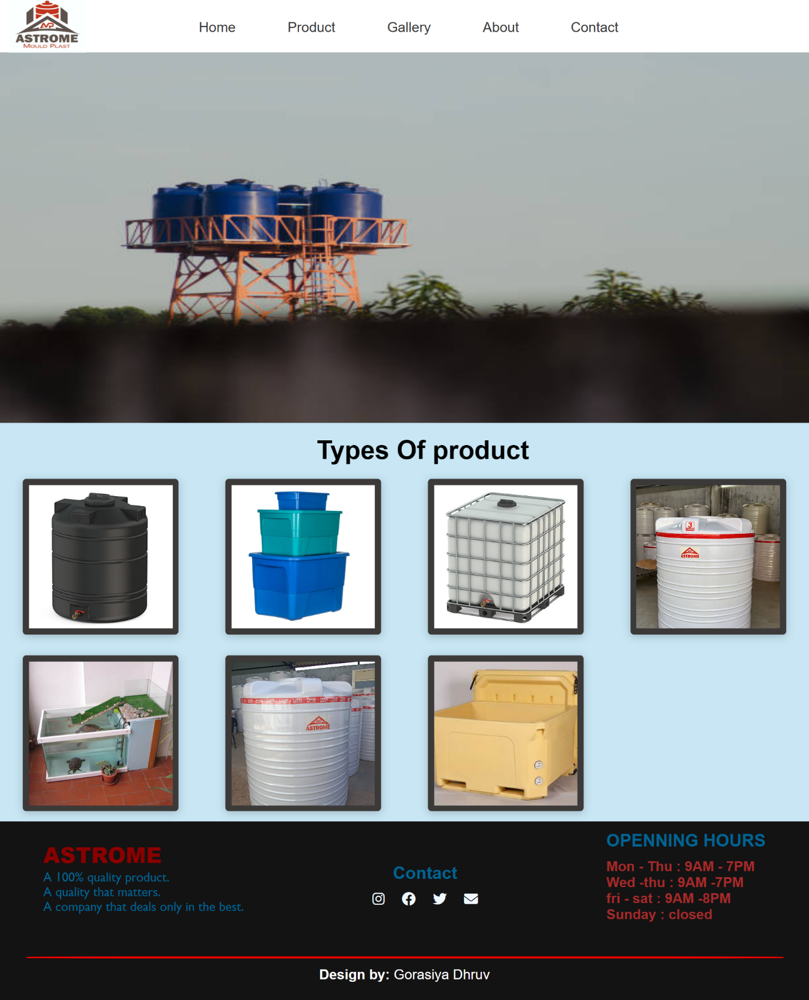 AMP
ASTROME
MOULD PLAST
Home
Product
Gallery
About
Contact
Types Of product
3
ASTROME
ASTROME
ASTROME
A 100% quality product.
A quality that matters.
A company that deals only in the best.
Contact
OPENNING HOURS
Mon - Thu : 9AM - 7PM
Wed -thu : 9AM -7PM
fri - sat : 9AM -8PM
Sunday : closed
Design by: Gorasiya Dhruv